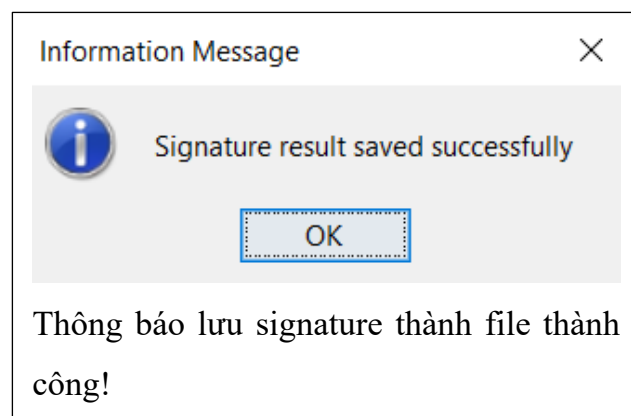 Information Message
Signature result saved successfully
OK
Thông báo lưu signature thành file thành
công!